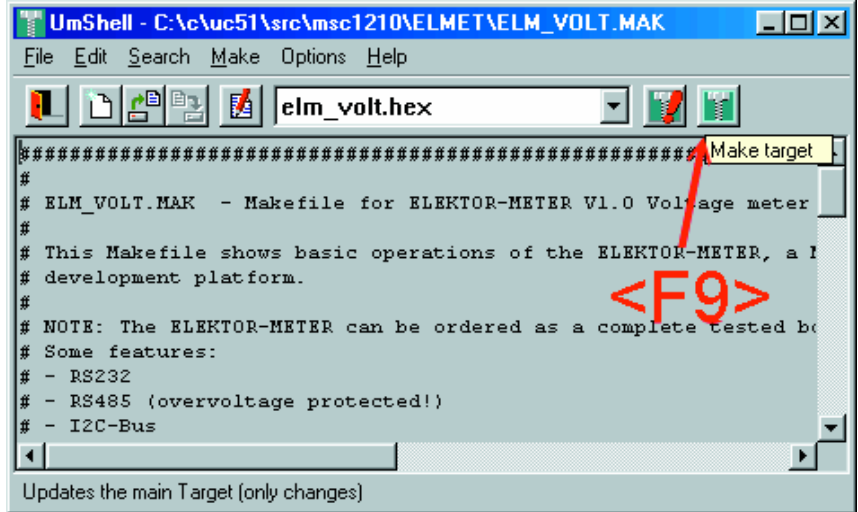 UmShell - C:\c\uc51\src\msc1210\ELMET\ELM_VOLT.MAK
File Edit Search Make Options Help
elm_volt.hex
Make target
#########################################################
#
# ELM_VOLT.MAK - Makefile for ELEKTOR-METER V1.0 Voltage meter
#
# This Makefile shows basic operations of the ELEKTOR-METER, a
# development platform.
#
<F9>
# NOTE: The ELEKTOR-METER can be ordered as a complete tested
# Some features:
# - RS232
# - RS485 (overvoltage protected!)
# - I2C-Bus
Updates the main Target (only changes)